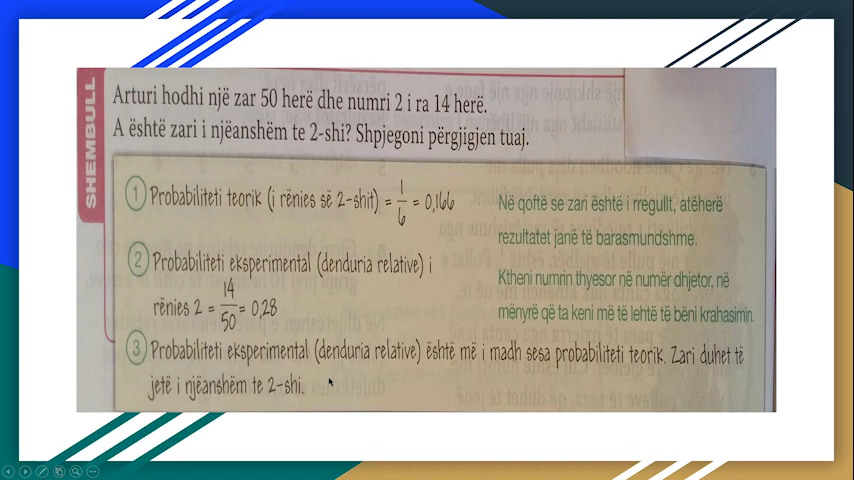 SHEMBULL
Arturi hodhi një zar 50 herë dhe numri 2 i ra 14 herë.
A është zari i njëanshëm te 2-shi? Shpjegoni përgjigjen tuaj.
1 Probabiliteti teorik (i rënies së 2-shit) = 1/6 = 0,166
2 Probabiliteti eksperimental (denduria relative) i
rënies 2 = 14/50 = 0,28
3 Probabiliteti eksperimental (denduria relative) është më i madh sesa probabiliteti teorik. Zari duhet të
jetë i njëanshëm te 2-shi.
Në qoftë se zari është i rregullt, atëherë
rezultatet janë të barasmundshme.
Ktheni numrin thyesor në numër dhjetor, në
mënyrë që ta keni më të lehtë të bëni krahasimin.